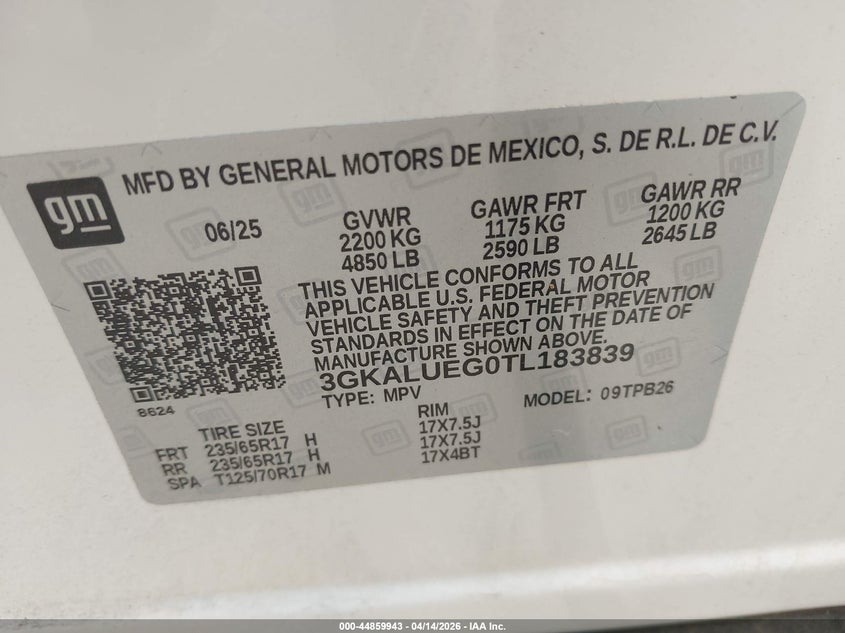 MFD BY GENERAL MOTORS DE MEXICO, S. DE R.L. DE C.V.
gm
06/25
GVWR
2200 KG
4850 LB
GAWR FRT
1175 KG
2590 LB
GAWR RR
1200 KG
2645 LB
THIS VEHICLE CONFORMS TO ALL
APPLICABLE U.S. FEDERAL MOTOR
VEHICLE SAFETY AND THEFT PREVENTION
STANDARDS IN EFFECT ON THE DATE OF
MANUFACTURE SHOWN ABOVE.
3GKALUEG0TL183839
TYPE: MPV
MODEL: 09TPB26
8624
TIRE SIZE
RIM
FRT 235/65R17 H 17X7.5J
RR 235/65R17 H 17X7.5J
SPA T125/70R17 M 17X4BT
000-44859943 - 04/14/2026 - IAA Inc.